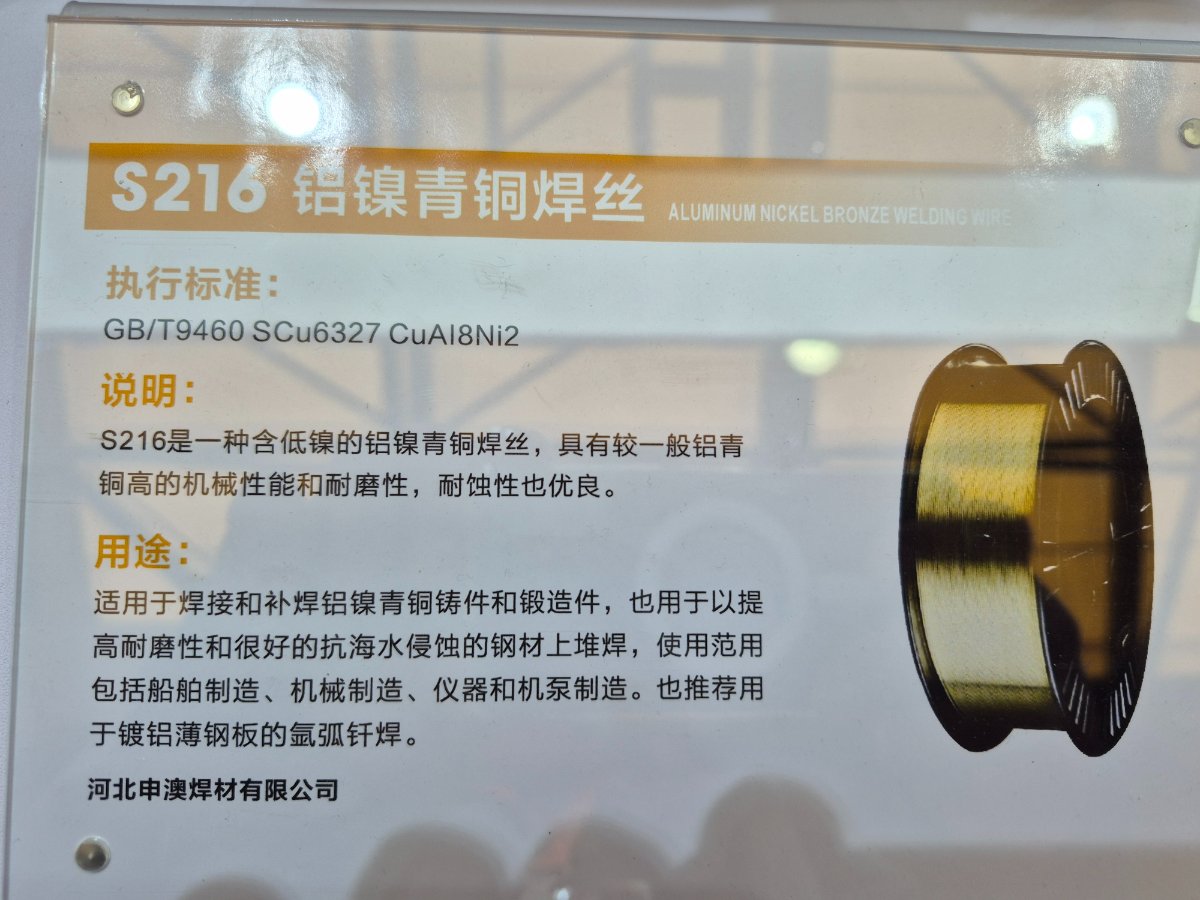 S216 铝镍青铜焊丝 ALUMINUM NICKEL BRONZE WELDING WIRE
执行标准：
GB/T9460 SCu6327 CuAl8Ni2
说明：
S216是一种含低镍的铝镍青铜焊丝，具有较一般铝青
铜高的机械性能和耐磨性，耐蚀性也优良。
用途：
适用于焊接和补焊铝镍青铜铸件和锻造件，也用于以提
高耐磨性和很好的抗海水侵蚀的钢材上堆焊，使用范用
包括船舶制造、机械制造、仪器和机泵制造。也推荐用
于镀铝薄钢板的氩弧钎焊。
河北申澳焊材有限公司